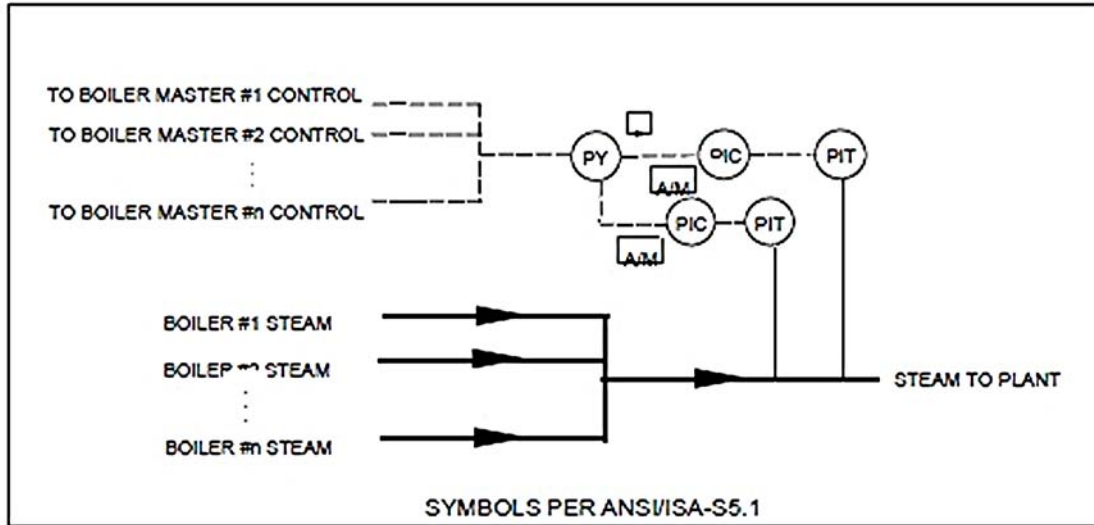 TO BOILER MASTER #1 CONTROL
TO BOILER MASTER #2 CONTROL
TO BOILER MASTER #n CONTROL
PY
PIC
PIT
A/M
PIC
PIT
A/M
BOILER #1 STEAM
STEAM
BOILER #n STEAM
STEAM TO PLANT
SYMBOLS PER ANSI/ISA-S5.1